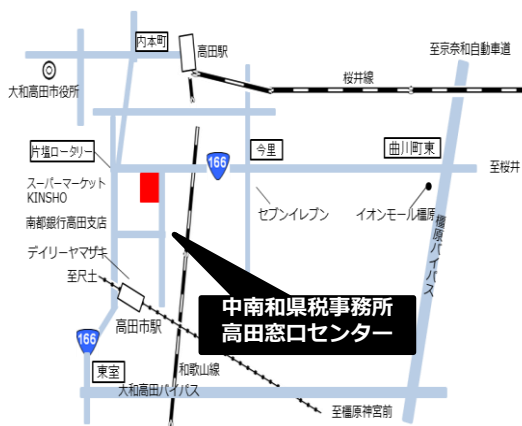 内本町
高田駅
至京奈和自動車道
大和高田市役所
桜井線
片塩ロータリー
166
今里
曲川町東
至桜井
スーパーマーケット
KINSHO
セブンイレブン
イオンモール橿原
南都銀行高田支店
橿原バイパス
デイリーヤマザキ
至尺土
中南和県税事務所
高田窓口センター
高田市駅
166
東室
和歌山線
大和高田バイパス
至橿原神宮前